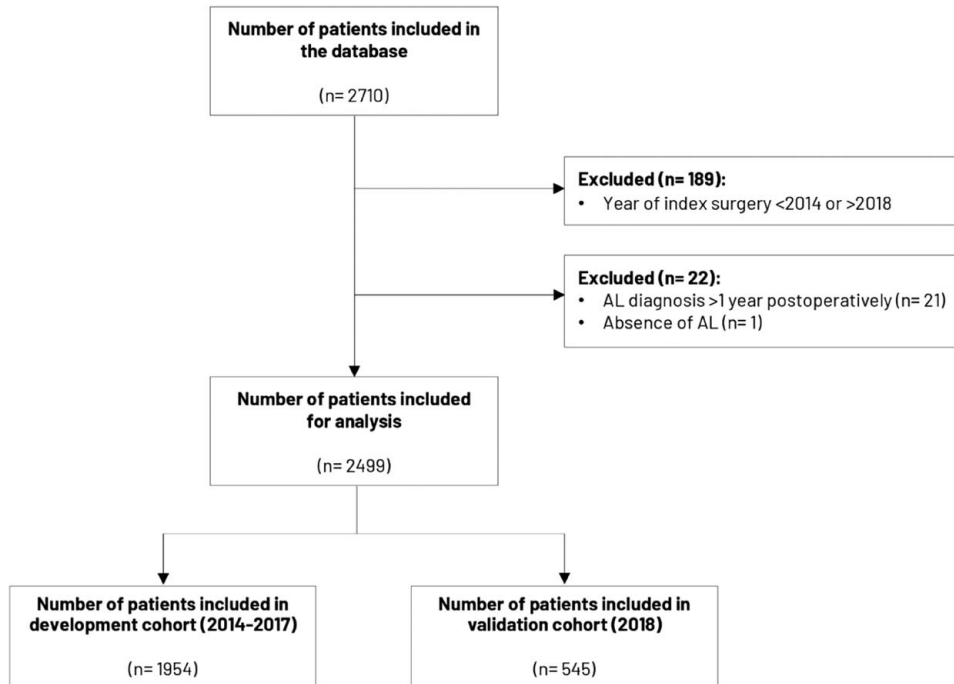 Number of patients included in
the database
(n= 2710)
Excluded (n= 189):
• Year of index surgery <2014 or >2018
Excluded (n= 22):
• AL diagnosis >1 year postoperatively (n= 21)
• Absence of AL (n= 1)
Number of patients included
for analysis
(n= 2499)
Number of patients included in
development cohort (2014-2017)
(n= 1954)
Number of patients included in
validation cohort (2018)
(n= 545)